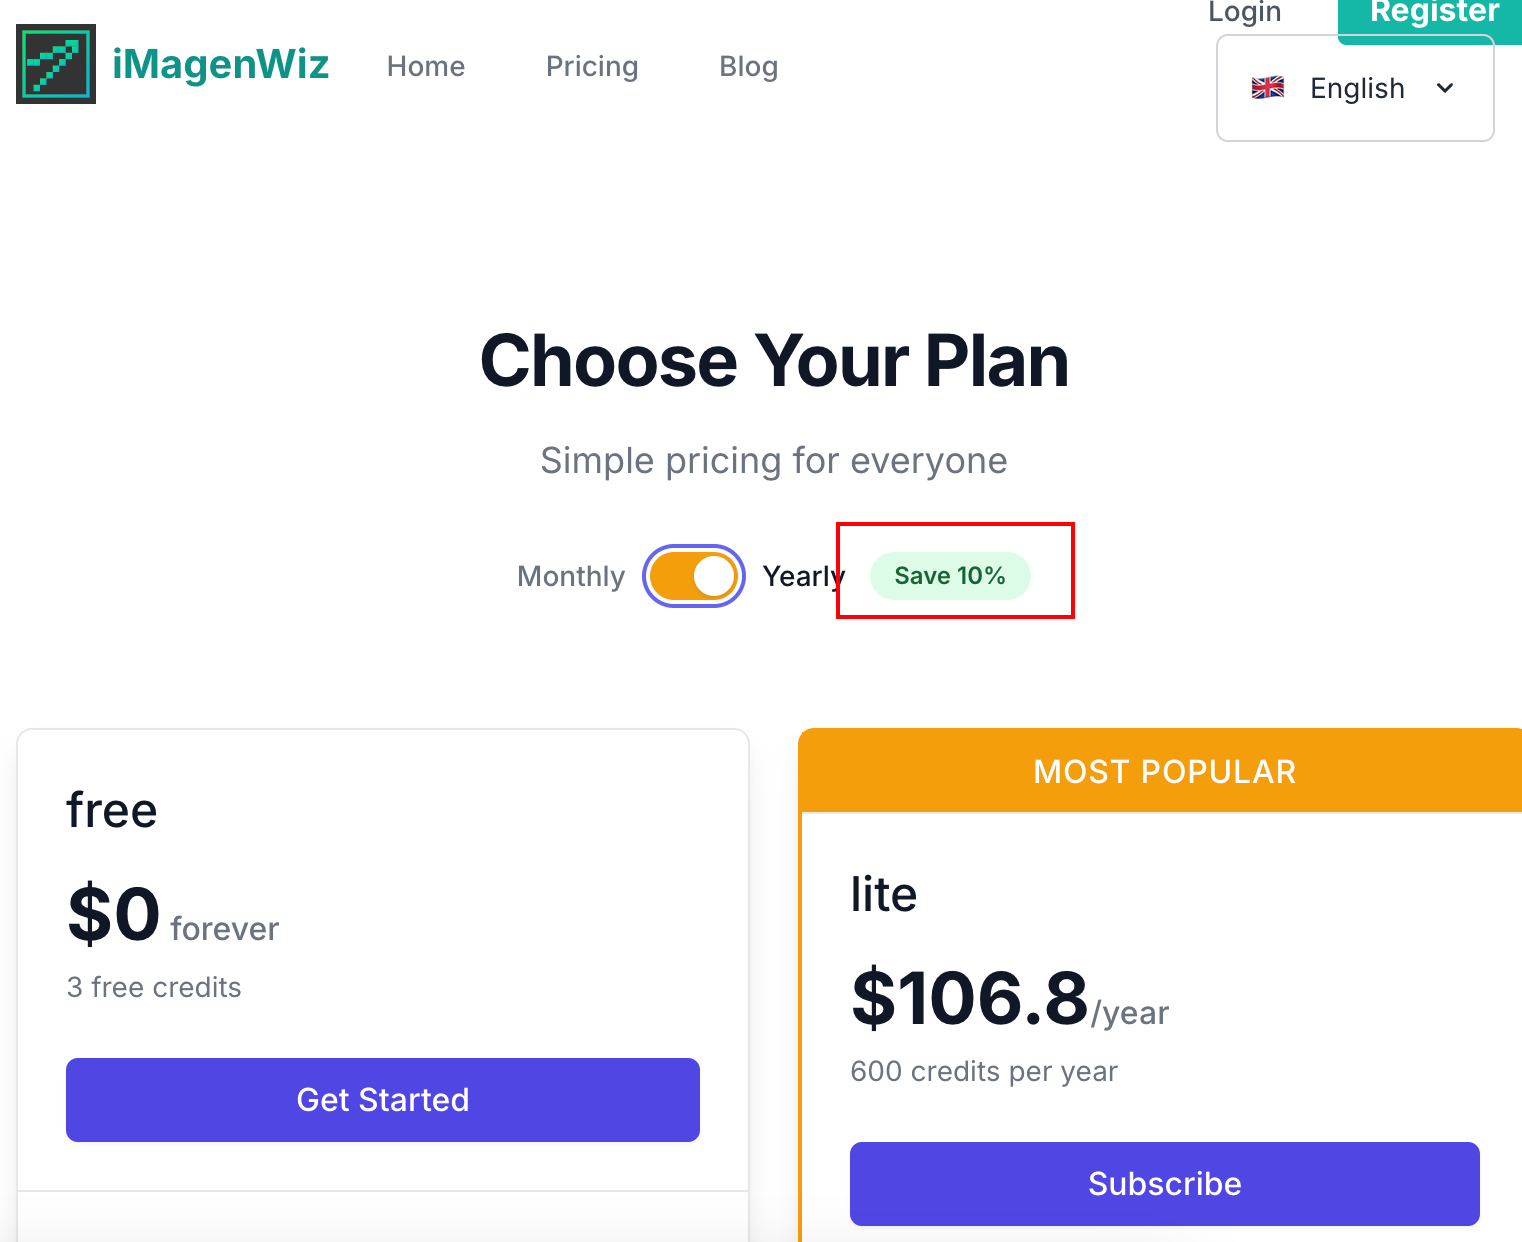 Login
Register
iMagenWiz
Home
Pricing
Blog
English
Choose Your Plan
Simple pricing for everyone
Monthly
Yearly
Save 10%
free
$0 forever
3 free credits
Get Started
MOST POPULAR
lite
$106.8/year
600 credits per year
Subscribe